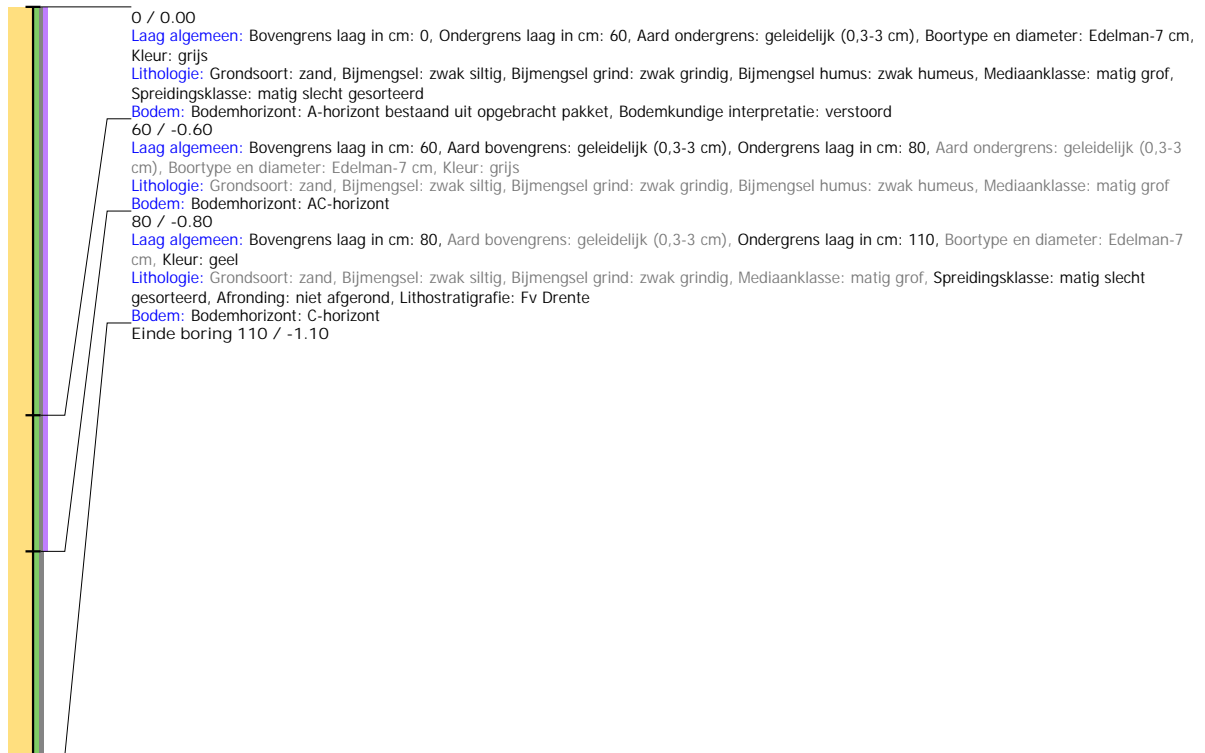 0 / 0.00
Laag algemeen: Bovengrens laag in cm: 0, Ondergrens laag in cm: 60, Aard ondergrens: geleidelijk (0,3-3 cm), Boortype en diameter: Edelman-7 cm,
Kleur: grijs
Lithologie: Grondsoort: zand, Bijmengsel: zwak siltig, Bijmengsel grind: zwak grindig, Bijmengsel humus: zwak humeus, Mediaanklasse: matig grof,
Spreidingsklasse: matig slecht gesorteerd
Bodem: Bodemhorizont: A-horizont bestaand uit opgebracht pakket, Bodemkundige interpretatie: verstoord
60 / -0.60
Laag algemeen: Bovengrens laag in cm: 60, Aard bovengrens: geleidelijk (0,3-3 cm), Ondergrens laag in cm: 80, Aard ondergrens: geleidelijk (0,3-3
cm), Boortype en diameter: Edelman-7 cm, Kleur: grijs
Lithologie: Grondsoort: zand, Bijmengsel: zwak siltig, Bijmengsel grind: zwak grindig, Bijmengsel humus: zwak humeus, Mediaanklasse: matig grof
Bodem: Bodemhorizont: AC-horizont
80 / -0.80
Laag algemeen: Bovengrens laag in cm: 80, Aard bovengrens: geleidelijk (0,3-3 cm), Ondergrens laag in cm: 110, Boortype en diameter: Edelman-7
cm, Kleur: geel
Lithologie: Grondsoort: zand, Bijmengsel: zwak siltig, Bijmengsel grind: zwak grindig, Mediaanklasse: matig grof, Spreidingsklasse: matig slecht
gesorteerd, Afronding: niet afgerond, Lithostratigrafie: Fv Drente
Bodem: Bodemhorizont: C-horizont
Einde boring 110 / -1.10